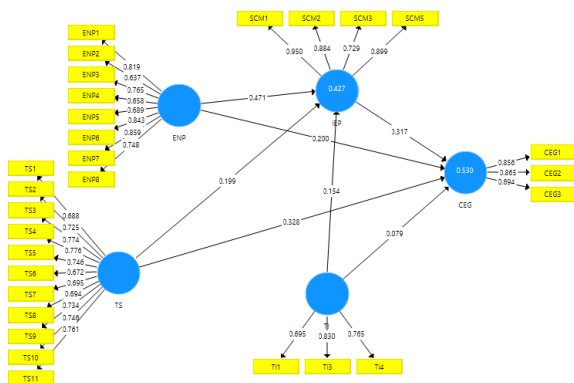 SCM1 SCM2 SCM3 SCM5
0.950 0.884 0.729 0.899
ENP1
ENP2
ENP3
ENP4
ENP5
ENP6
ENP7
ENP8
0.819
0.637
0.765
0.658
0.689
0.843
0.859
0.748
ENP
0.427
IEP
0.471
0.317
0.200
0.199
0.154
0.328
0.079
0.530
CEG
0.856
0.865
0.694
CEG1
CEG2
CEG3
TS1
TS2
TS3
TS4
TS5
TS6
TS7
TS8
TS9
TS10
TS11
0.688
0.725
0.774
0.776
0.746
0.672
0.695
0.694
0.734
0.746
0.761
TS
TI
0.695 0.830 0.765
TI1 TI3 TI4